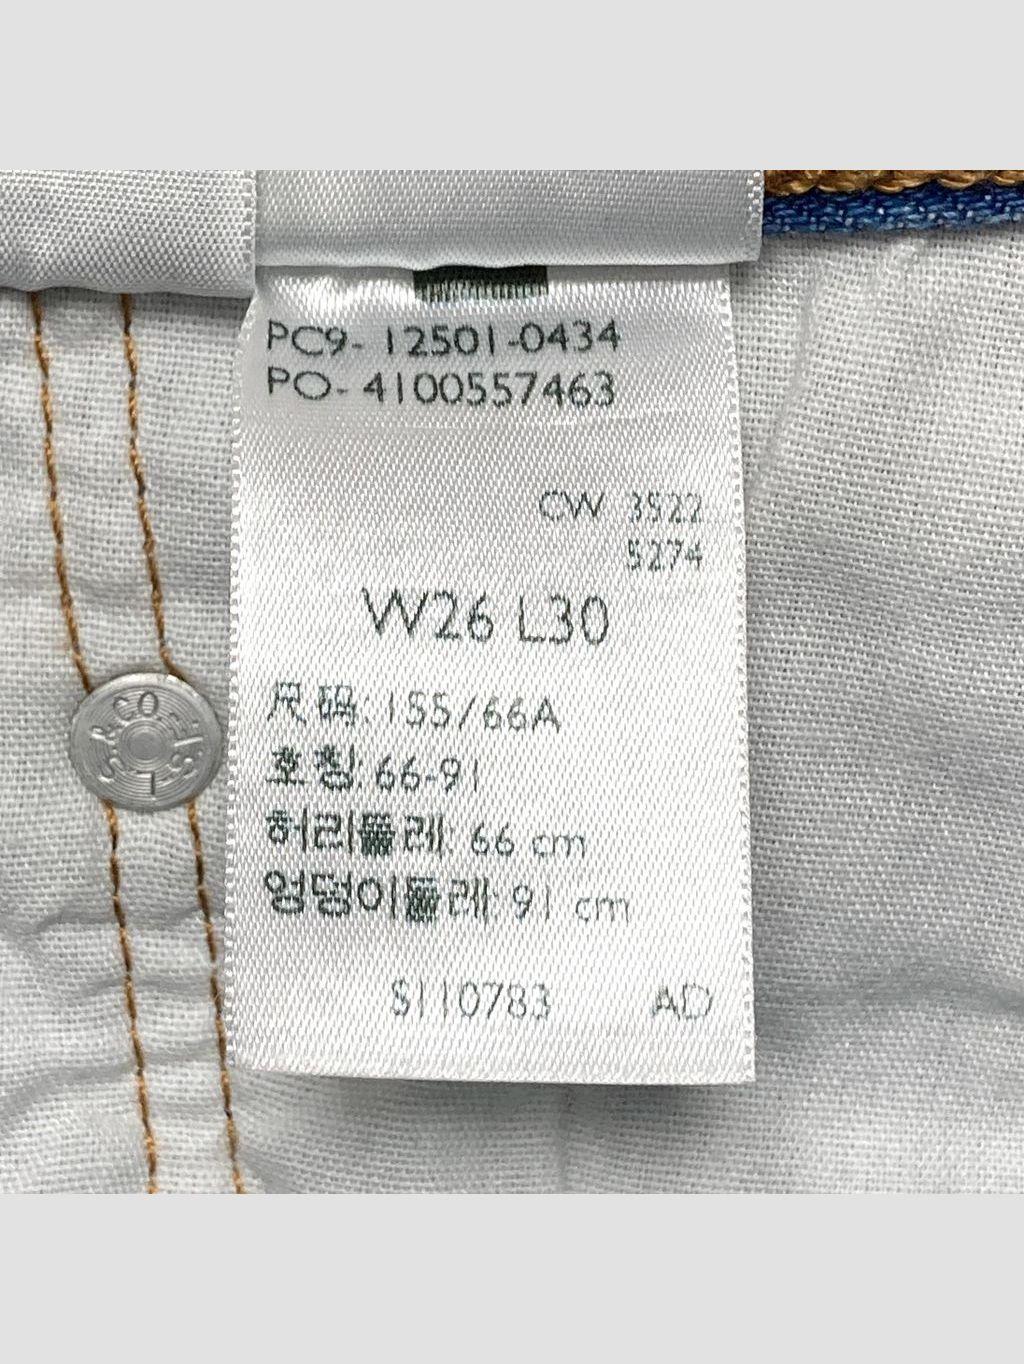 PC9- 12501-0434
PO- 4100557463
CW 3522
5274
W26 L30
尺码: 155/66A
호칭: 66-91
허리둘레: 66 cm
엉덩이둘레: 91 cm
S110783 AD